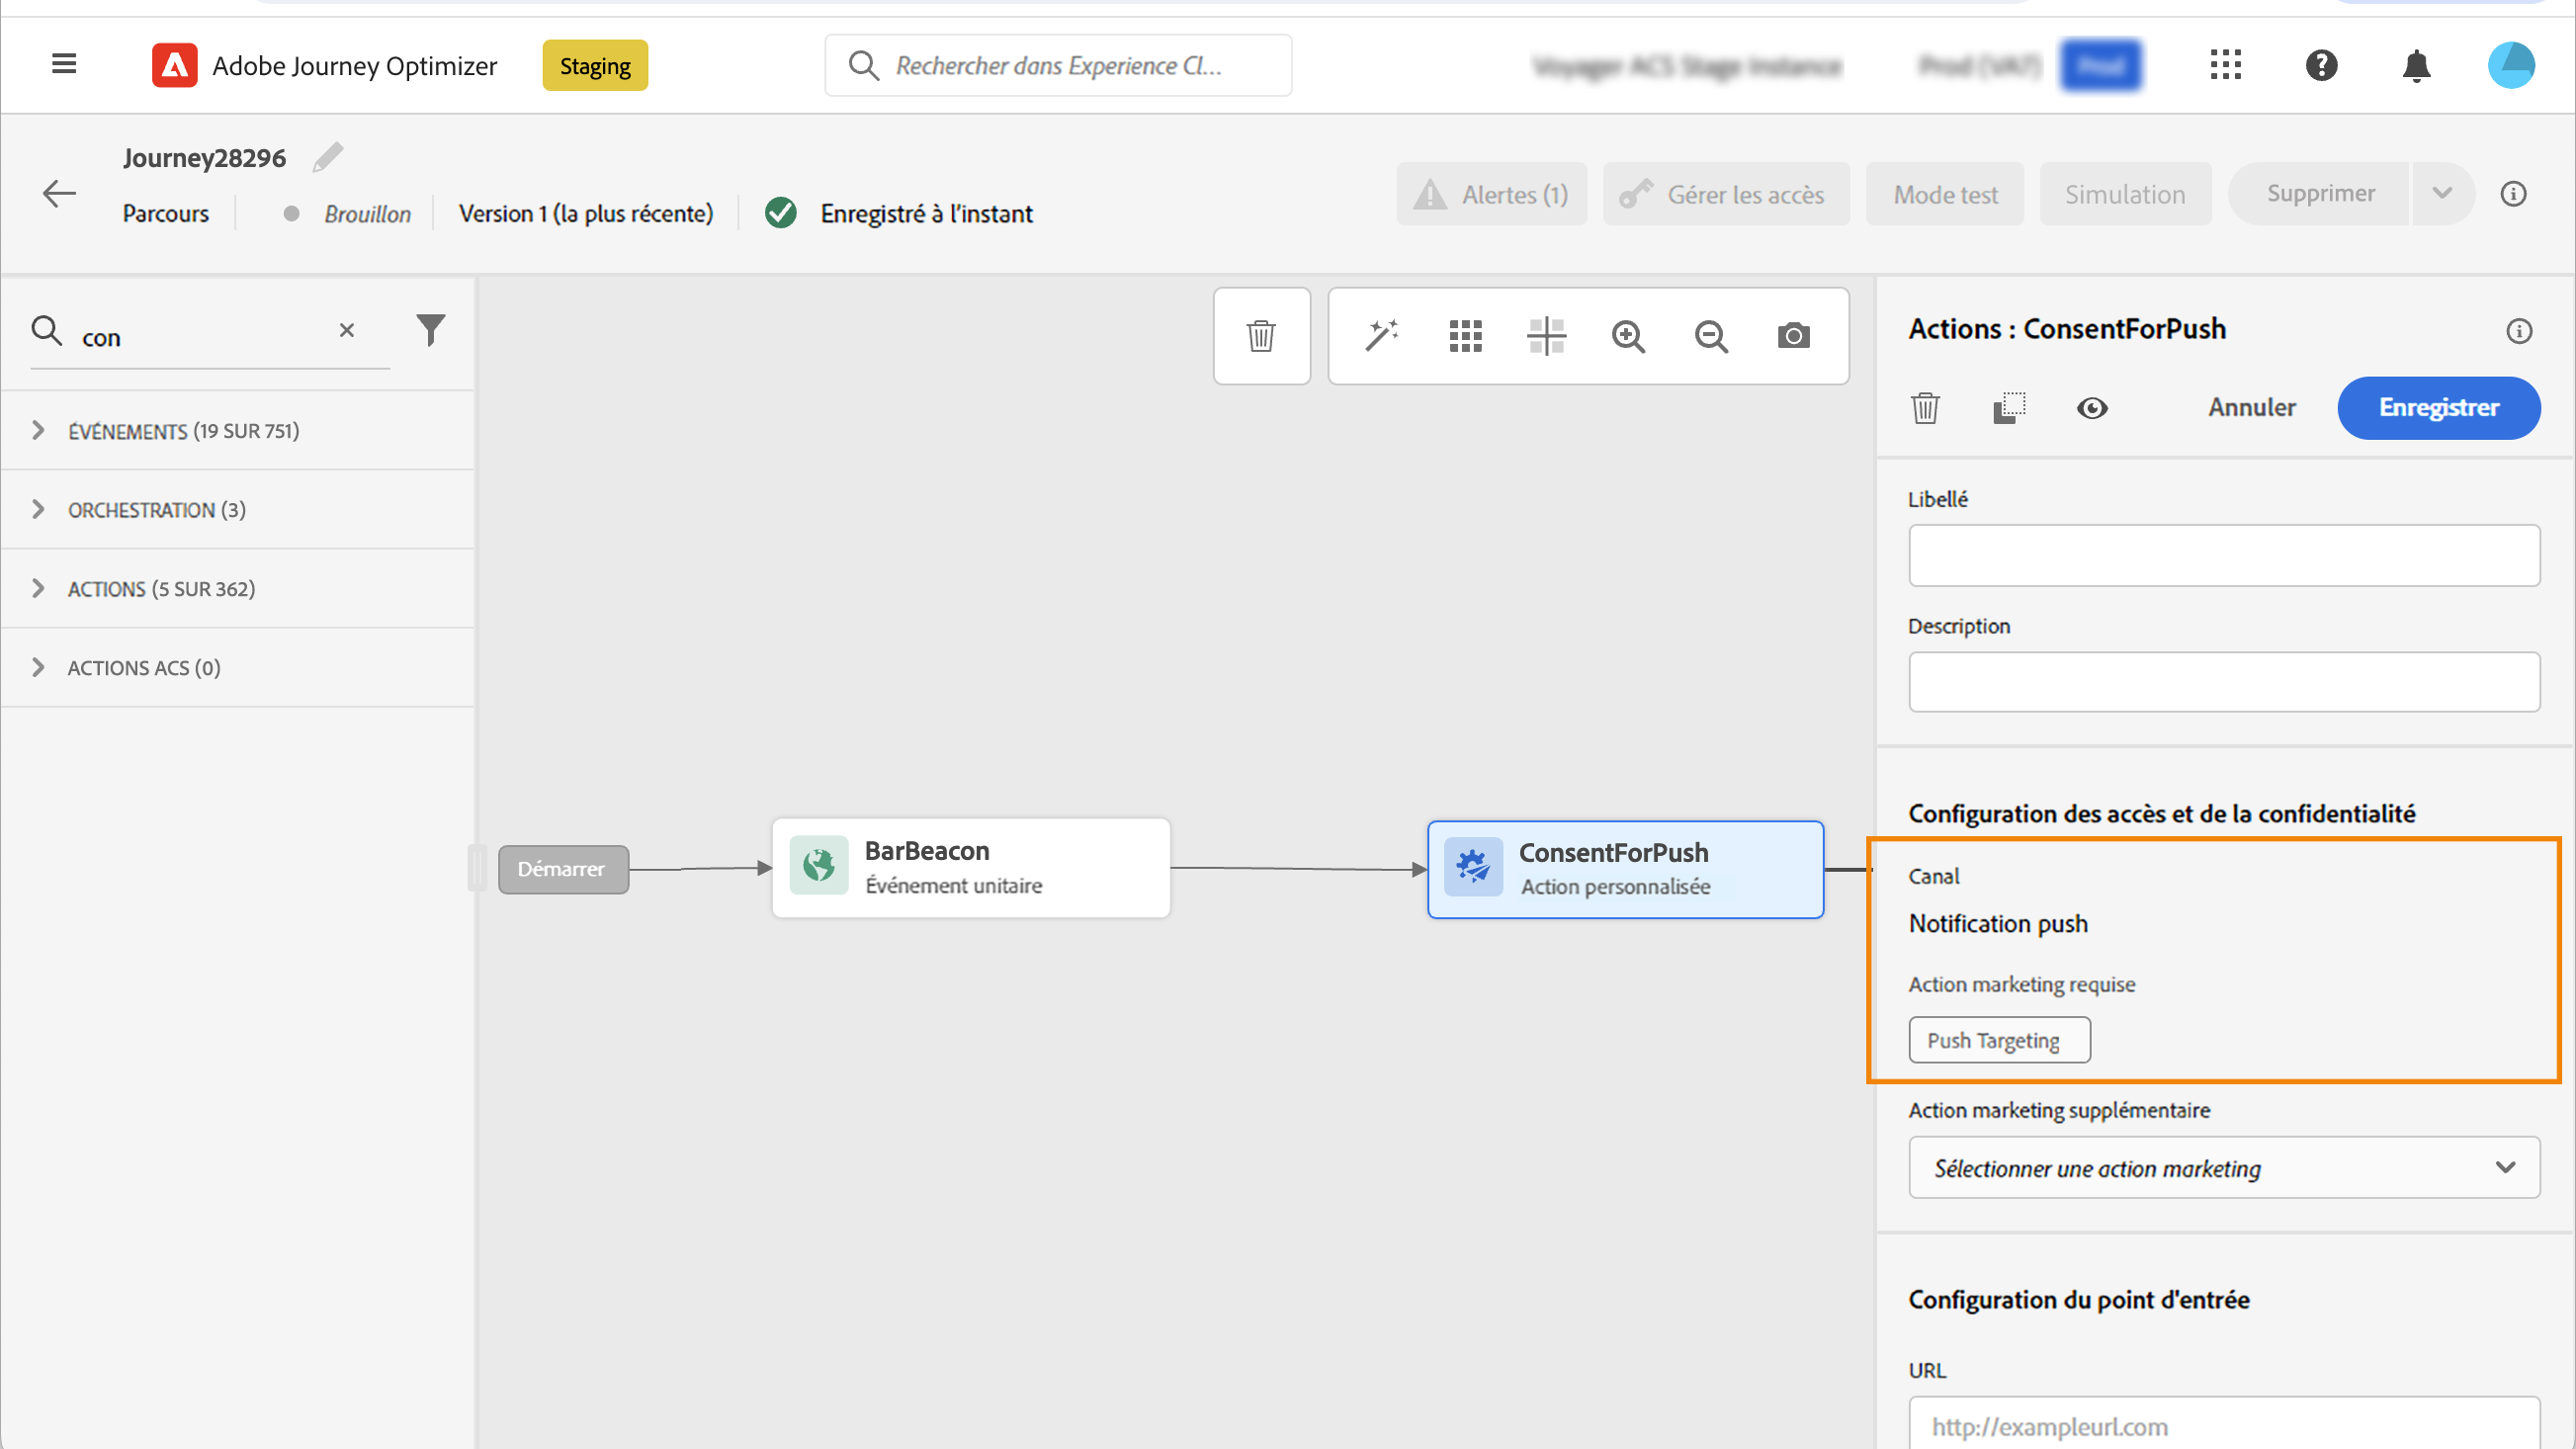 Adobe Journey Optimizer
Staging
Rechercher dans Experience Cl...
Journey28296
Parcours
Brouillon
Version 1 (la plus récente)
Enregistré à l'instant
Alertes (1)
Gérer les accès
Mode test
Simulation
Supprimer
con
ÉVÉNEMENTS (19 SUR 751)
ORCHESTRATION (3)
ACTIONS (5 SUR 362)
ACTIONS ACS (0)
Démarrer
BarBeacon
Événement unitaire
ConsentForPush
Action personnalisée
Actions : ConsentForPush
Annuler
Enregistrer
Libellé
Description
Configuration des accès et de la confidentialité
Canal
Notification push
Action marketing requise
Push Targeting
Action marketing supplémentaire
Sélectionner une action marketing
Configuration du point d'entrée
URL
http://exampleurl.com